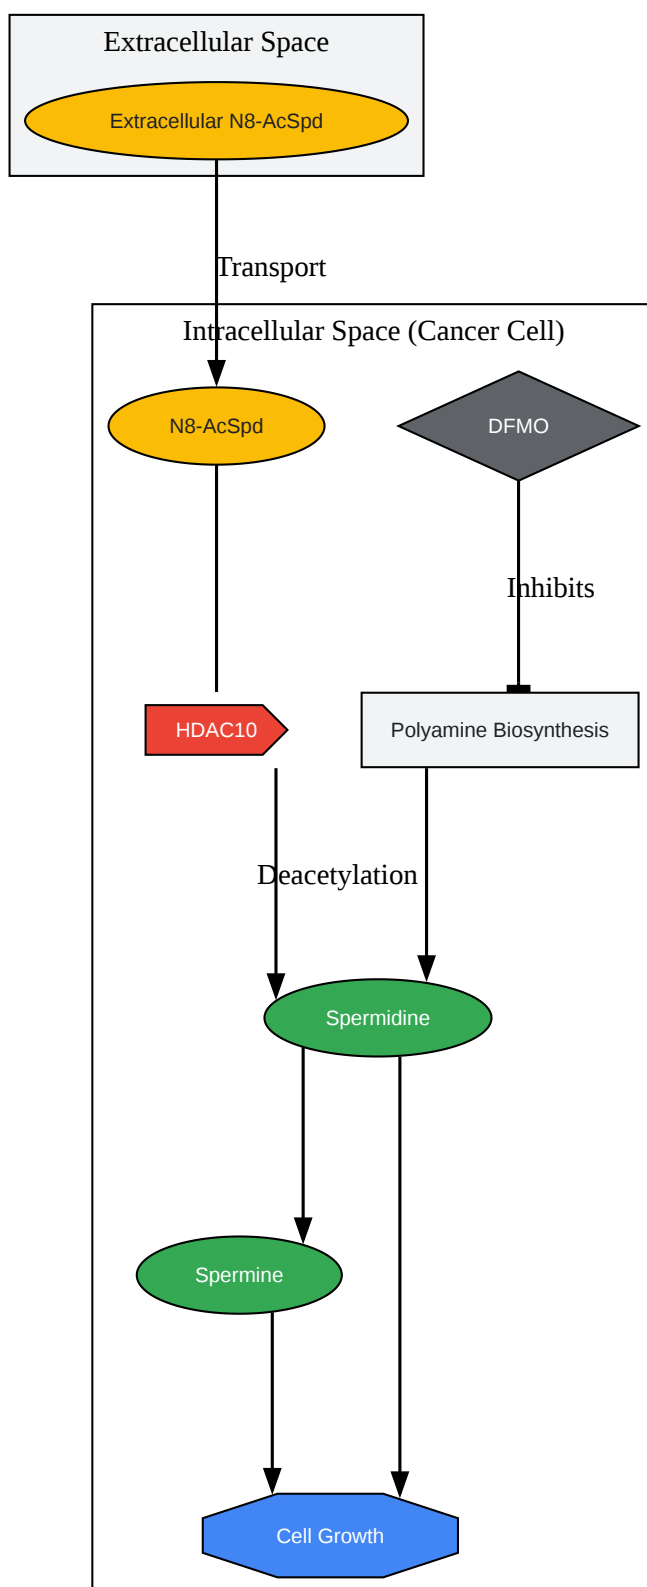 Extracellular Space
Extracellular N8-AcSpd
Transport
Intracellular Space (Cancer Cell)
N8-AcSpd
DFMO
Inhibits
HDAC10
Polyamine Biosynthesis
Deacetylation
Spermidine
Spermine
Cell Growth